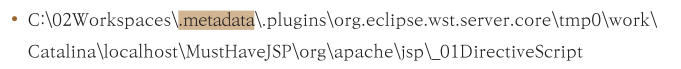 • C:\02Workspaces\.metadata\.plugins\org.eclipse.wst.server.core\tmp0\work\
Catalina\localhost\MustHaveJSP\org\apache\jsp\_01DirectiveScript